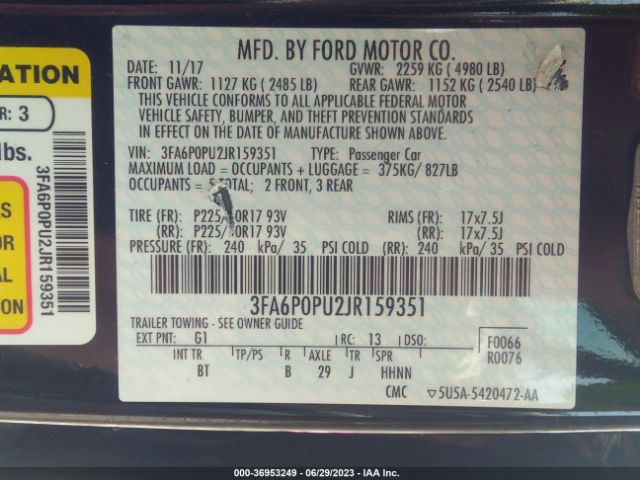 ATION
R: 3
lbs.
S
OR
AL
S
3FA6P0PU2JR159351
MFD. BY FORD MOTOR CO.
DATE: 11/17 GVWR: 2259 KG ( 4980 LB)
FRONT GAWR: 1127 KG ( 2485 LB) REAR GAWR: 1152 KG ( 2540 LB)
THIS VEHICLE CONFORMS TO ALL APPLICABLE FEDERAL MOTOR
VEHICLE SAFETY, BUMPER, AND THEFT PREVENTION STANDARDS
IN EFFECT ON THE DATE OF MANUFACTURE SHOWN ABOVE.
VIN: 3FA6P0PU2JR159351 TYPE: Passenger Car
MAXIMUM LOAD = OCCUPANTS + LUGGAGE = 375KG/ 827LB
OCCUPANTS = 5 TOTAL; 2 FRONT, 3 REAR
TIRE (FR): P225/ 0R17 93V RIMS (FR): 17x7.5J
(RR): P225/ 0R17 93V (RR): 17x7.5J
PRESSURE (FR): 240 kPa/ 35 PSI COLD (RR): 240 kPa/ 35 PSI COLD
3FA6P0PU2JR159351
TRAILER TOWING - SEE OWNER GUIDE
EXT PNT: G1 RC: 13 DSO: F0066
R0076
INT TR TP/PS R AXLE TR SPR
BT B 29 J HHNN
CMC ▽5U5A-5420472-AA
000-36953249 - 06/29/2023 - IAA Inc.